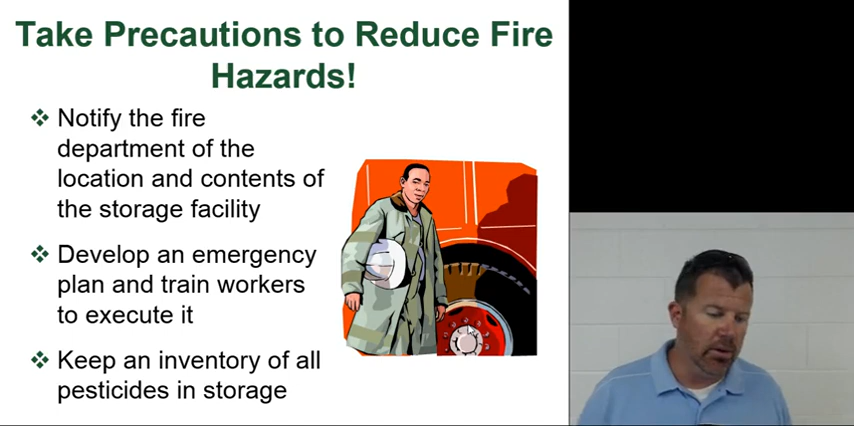 Take Precautions to Reduce Fire
Hazards!
Notify the fire
department of the
location and contents of
the storage facility
Develop an emergency
plan and train workers
to execute it
Keep an inventory of all
pesticides in storage